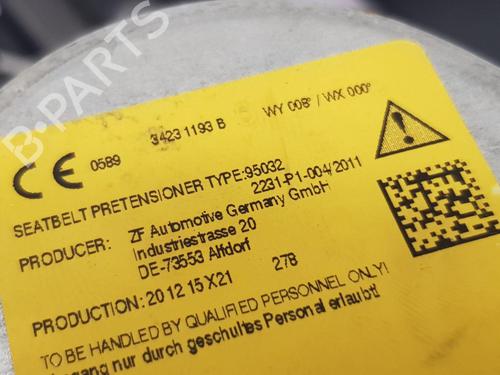 B-PARTS
34231193 B
WY 008° / WX 000°
CE 0589
SEATBELT PRETENSIONER TYPE:95032
2231-P1-004/2011
PRODUCER: ZF Automotive Germany GmbH
Industriestrasse 20
DE-73553 Alfdorf
PRODUCTION: 20 12 15 X21 278
TO BE HANDLED BY QUALIFIED PERSONNEL ONLY!
gang nur durch geschultes Personal erlaubt!